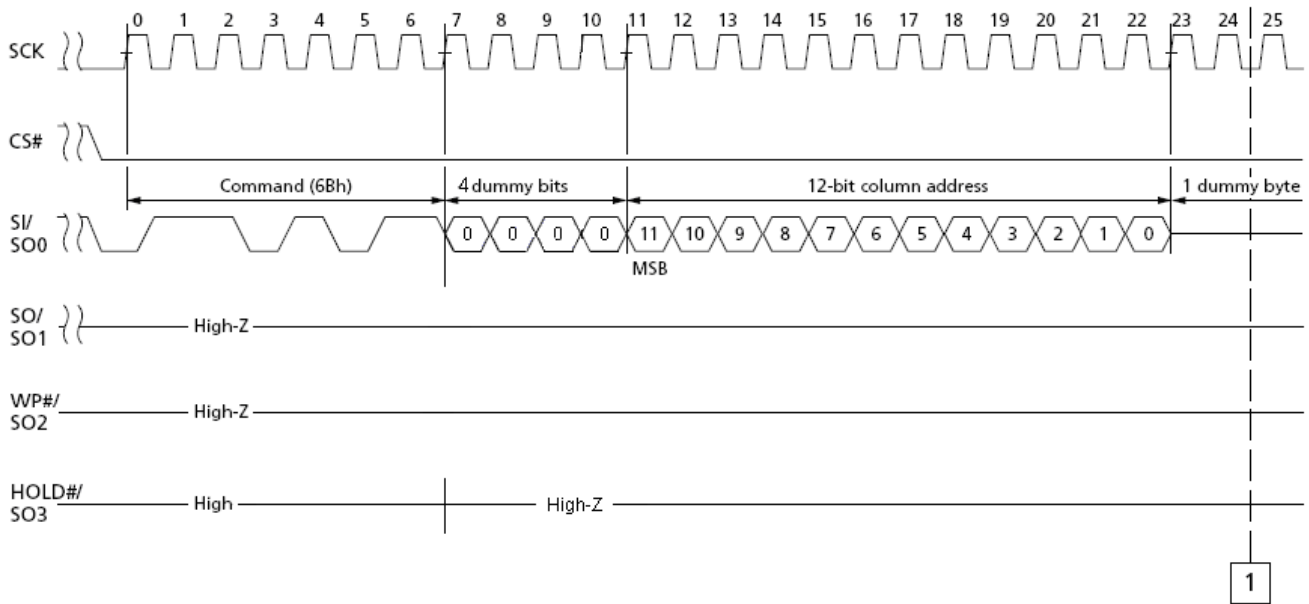 0 1 2 3 4 5 6 7 8 9 10 11 12 13 14 15 16 17 18 19 20 21 22 23 24 25
SCK
CS#
Command (6Bh) 4 dummy bits 12-bit column address 1 dummy byte
SI/
SO0
0 0 0 0 11 10 9 8 7 6 5 4 3 2 1 0
MSB
SO/
SO1
High-Z
WP#/
SO2
High-Z
HOLD#/
SO3
High High-Z
1